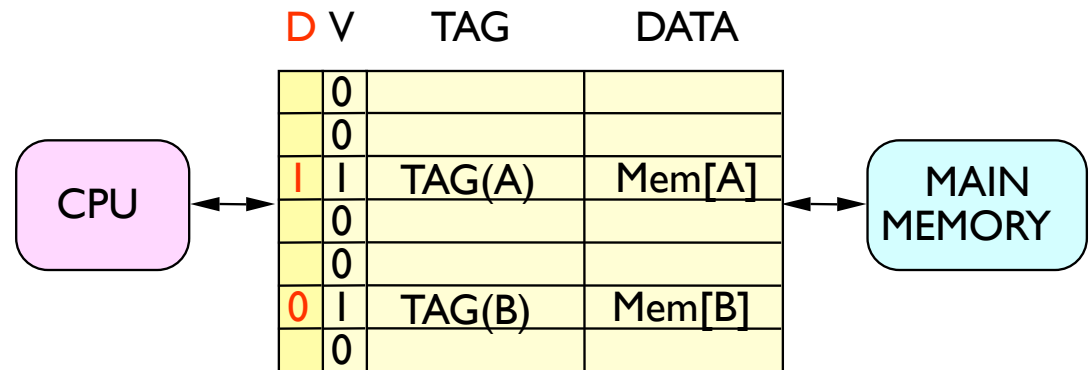 D V TAG DATA
0
0
1 1 TAG(A) Mem[A]
0
0
0 1 TAG(B) Mem[B]
0
CPU
MAIN
MEMORY